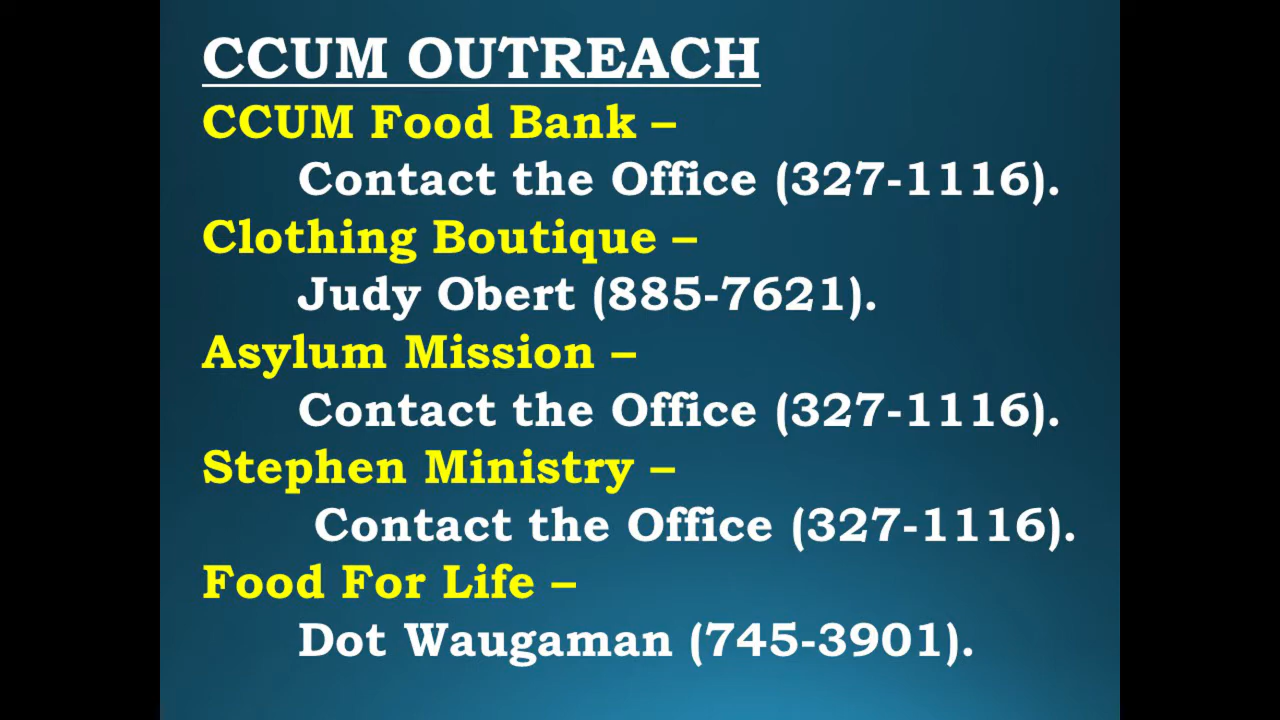 CCUM OUTREACH
CCUM Food Bank –
Contact the Office (327-1116).
Clothing Boutique –
Judy Obert (885-7621).
Asylum Mission –
Contact the Office (327-1116).
Stephen Ministry –
Contact the Office (327-1116).
Food For Life –
Dot Waugaman (745-3901).